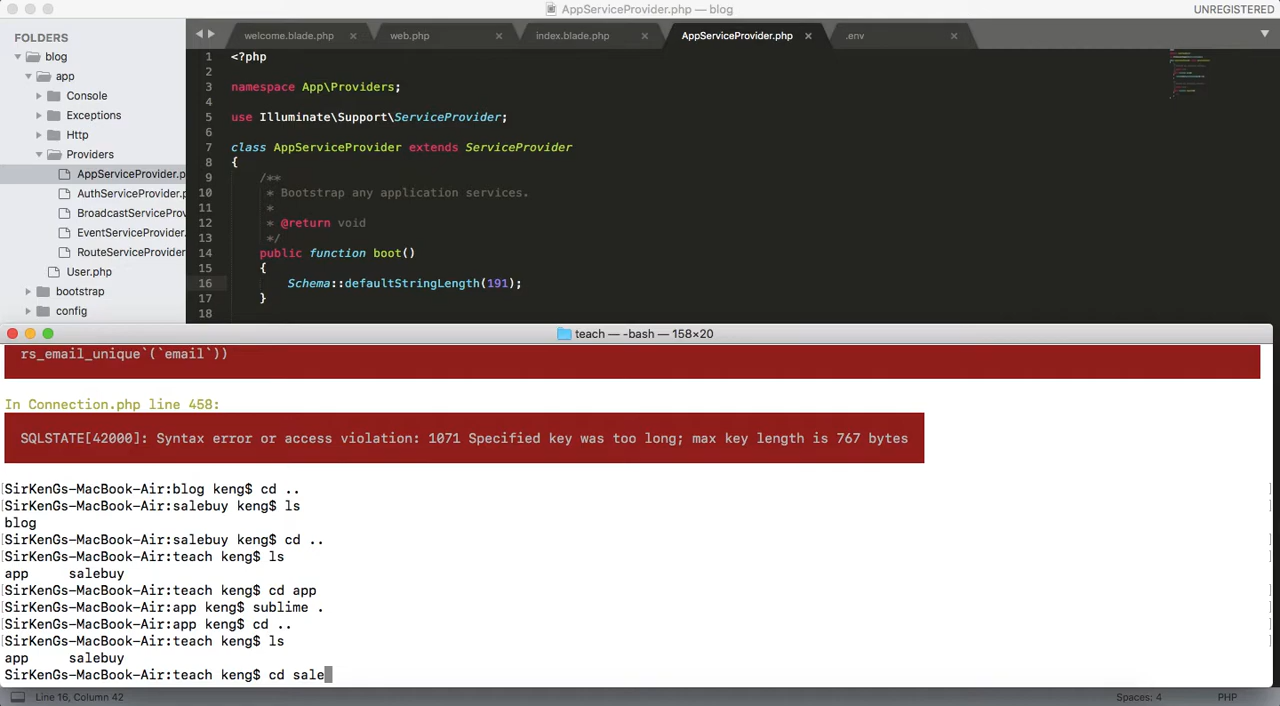 AppServiceProvider.php — blog
UNREGISTERED
FOLDERS
blog
app
Console
Exceptions
Http
Providers
AppServiceProvider.p
AuthServiceProvider.p
BroadcastServiceProv
EventServiceProvider.
RouteServiceProvider
User.php
bootstrap
config
welcome.blade.php
web.php
index.blade.php
AppServiceProvider.php
.env
1 <?php
2
3 namespace App\Providers;
4
5 use Illuminate\Support\ServiceProvider;
6
7 class AppServiceProvider extends ServiceProvider
8 {
9 /**
10 * Bootstrap any application services.
11 *
12 * @return void
13 */
14 public function boot()
15 {
16 Schema::defaultStringLength(191);
17 }
18
teach — -bash — 158×20
rs_email_unique`(`email`))
In Connection.php line 458:
SQLSTATE[42000]: Syntax error or access violation: 1071 Specified key was too long; max key length is 767 bytes
[SirKenGs-MacBook-Air:blog keng$ cd .. ]
[SirKenGs-MacBook-Air:salebuy keng$ ls ]
blog
[SirKenGs-MacBook-Air:salebuy keng$ cd .. ]
[SirKenGs-MacBook-Air:teach keng$ ls ]
app salebuy
[SirKenGs-MacBook-Air:teach keng$ cd app ]
[SirKenGs-MacBook-Air:app keng$ sublime . ]
[SirKenGs-MacBook-Air:app keng$ cd .. ]
[SirKenGs-MacBook-Air:teach keng$ ls ]
app salebuy
SirKenGs-MacBook-Air:teach keng$ cd sale
Line 16, Column 42
Spaces: 4
PHP